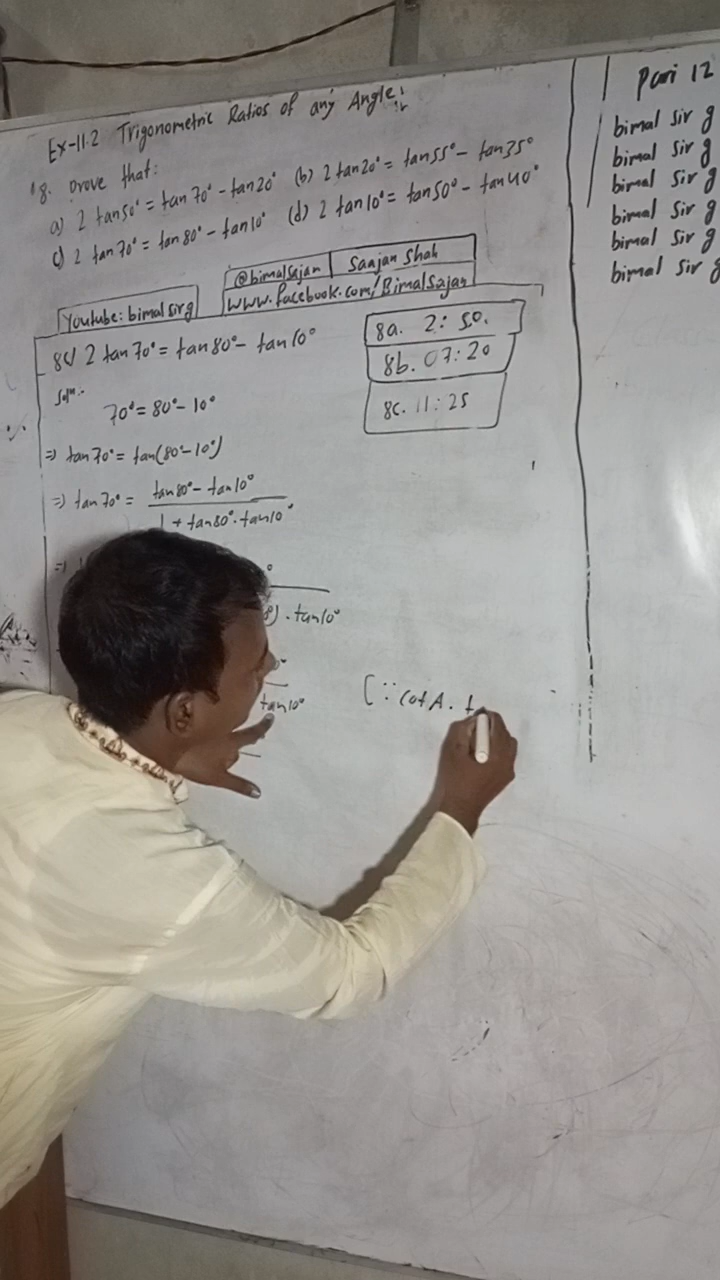 Ex-11.2 Trigonometric Ratios of any Angle:
8. Prove that:
a) 2 tan50° = tan70° - tan20° (b) 2 tan20° = tan55° - tan35°
c) 2 tan70° = tan80° - tan10° (d) 2 tan10° = tan50° - tan40°
Youtube: bimal sir g
@bimalsajan | Saajan Shah
www.facebook.com/BimalSajan
8c) 2 tan70° = tan80° - tan10°
Soln:-
70° = 80° - 10°
=) tan70° = tan(80° - 10°)
=) tan70° = tan80° - tan10°
1 + tan80° . tan10°
=)
). tan10°
tan10°
[∵ cotA. t
8a. 2: 50.
8b. 07: 20
8c. 11: 25
Pari 12
bimal sir g
bimal sir g
bimal sir g
bimal sir g
bimal sir g
bimal sir g